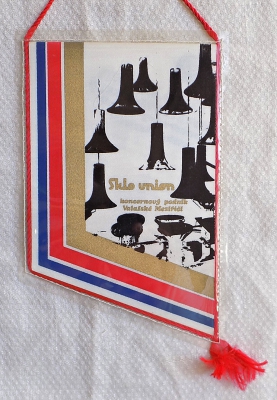 Sklo union
koncernový podnik
Valašské Meziříčí